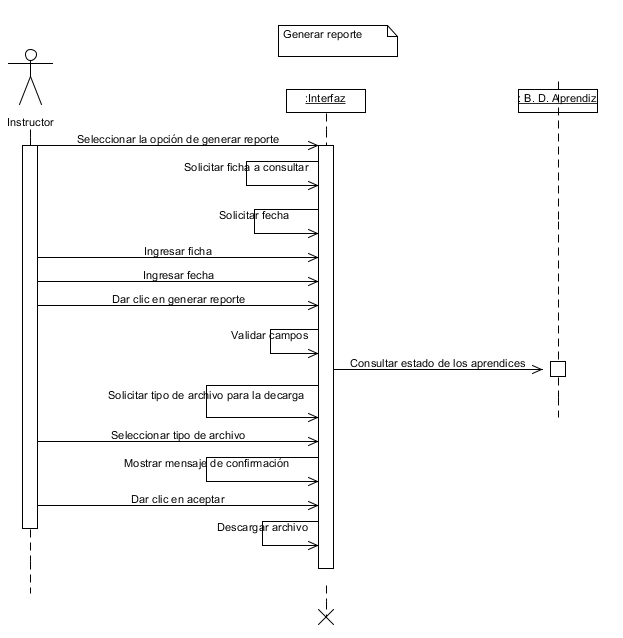 Generar reporte
Instructor
:Interfaz
: B. D. Aprendiz
Seleccionar la opción de generar reporte
Solicitar ficha a consultar
Solicitar fecha
Ingresar ficha
Ingresar fecha
Dar clic en generar reporte
Validar campos
Consultar estado de los aprendices
Solicitar tipo de archivo para la decarga
Seleccionar tipo de archivo
Mostrar mensaje de confirmación
Dar clic en aceptar
Descargar archivo